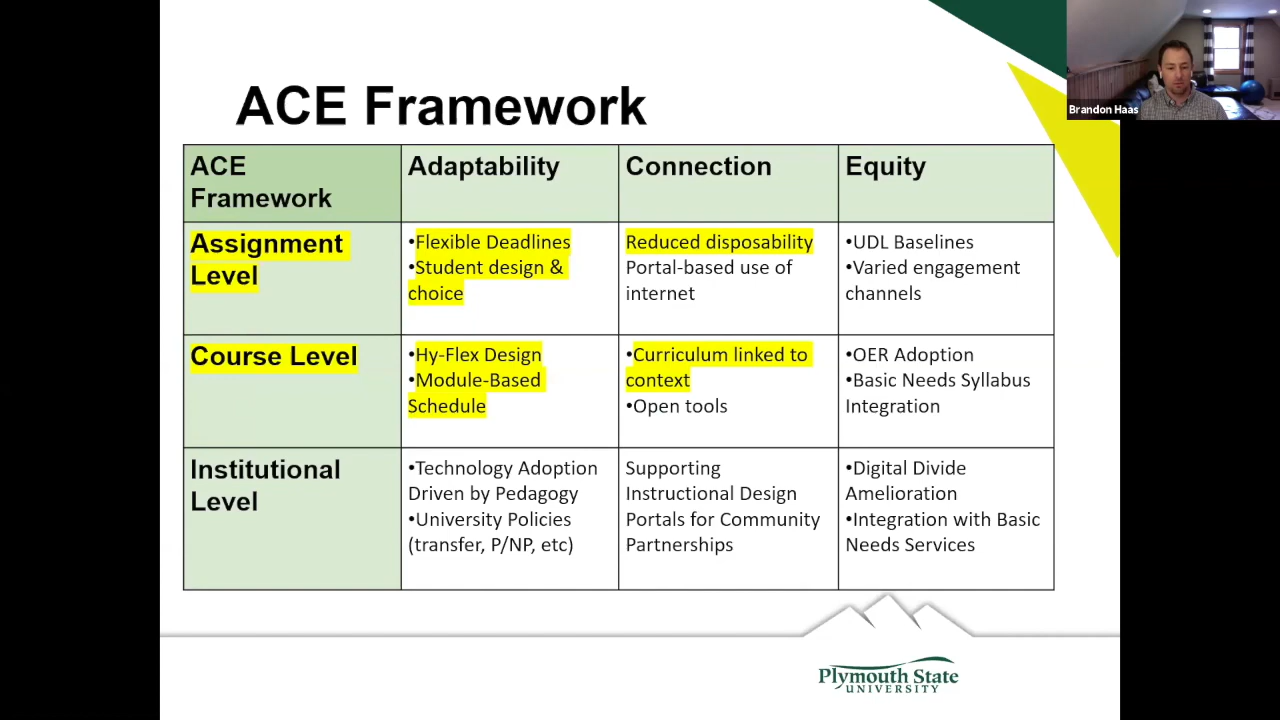 Brandon Haas
ACE Framework
ACE
Framework
Adaptability
Connection
Equity
Assignment
Level
•Flexible Deadlines
•Student design &
choice
Reduced disposability
Portal-based use of
internet
•UDL Baselines
•Varied engagement
channels
Course Level
•Hy-Flex Design
•Module-Based
Schedule
•Curriculum linked to
context
•Open tools
•OER Adoption
•Basic Needs Syllabus
Integration
Institutional
Level
•Technology Adoption
Driven by Pedagogy
•University Policies
(transfer, P/NP, etc)
Supporting
Instructional Design
Portals for Community
Partnerships
•Digital Divide
Amelioration
•Integration with Basic
Needs Services
Plymouth State
UNIVERSITY